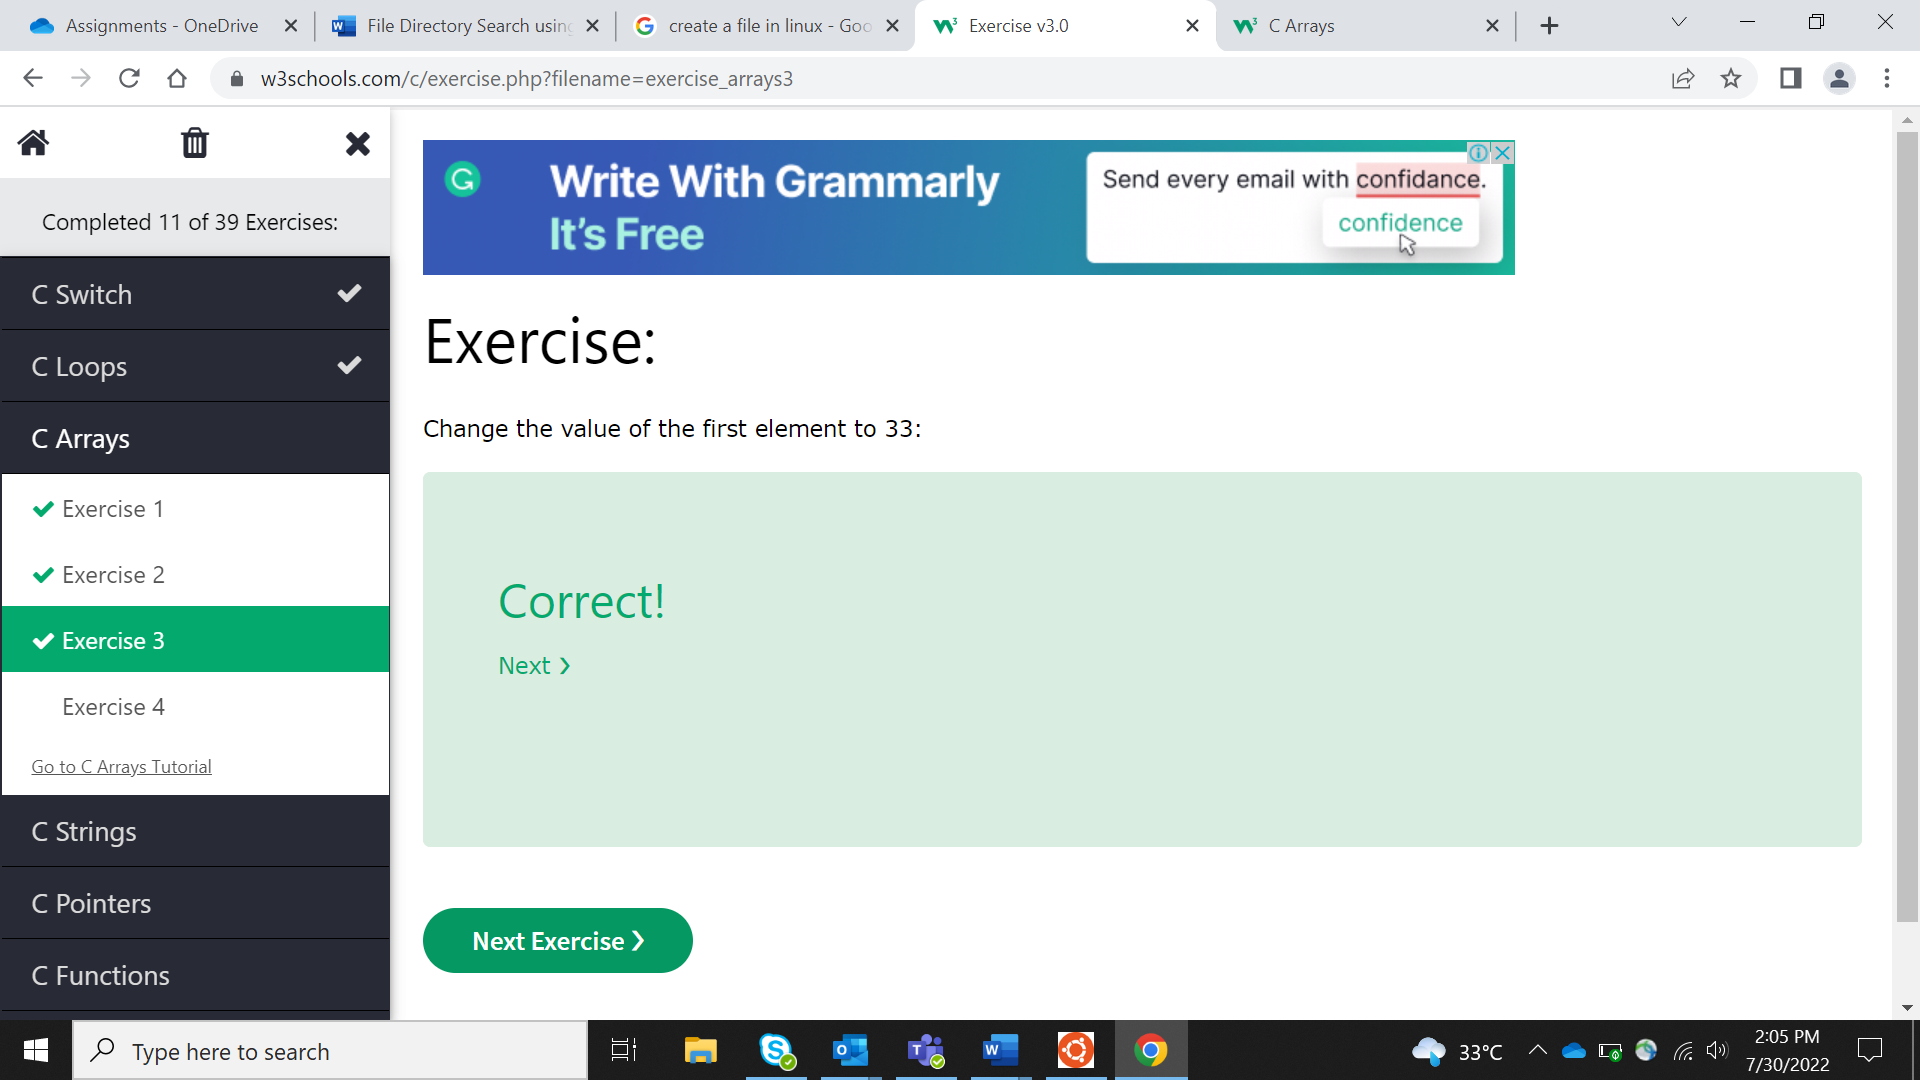 Assignments - OneDrive
File Directory Search using
create a file in linux - Goo
Exercise v3.0
C Arrays
w3schools.com/c/exercise.php?filename=exercise_arrays3
Completed 11 of 39 Exercises:
C Switch
C Loops
C Arrays
Exercise 1
Exercise 2
Exercise 3
Exercise 4
Go to C Arrays Tutorial
C Strings
C Pointers
C Functions
Write With Grammarly
It's Free
Send every email with confidance.
confidence
Exercise:
Change the value of the first element to 33:
Correct!
Next ❯
Next Exercise ❯
Type here to search
33°C
2:05 PM
7/30/2022